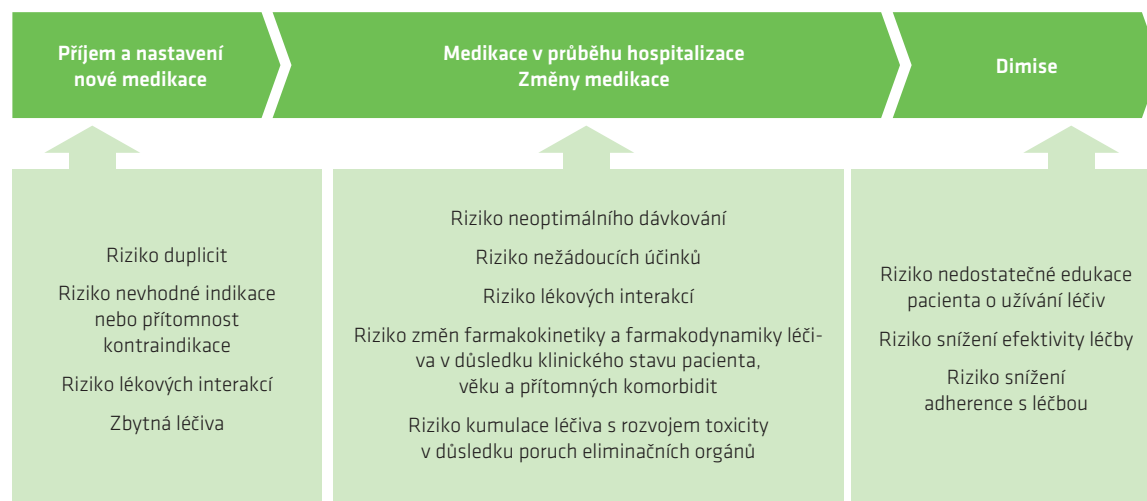 Příjem a nastavení
nové medikace
Medikace v průběhu hospitalizace
Změny medikace
Dimise
Riziko duplicit
Riziko nevhodné indikace
nebo přítomnost
kontraindikace
Riziko lékových interakcí
Zbytná léčiva
Riziko neoptimálního dávkování
Riziko nežádoucích účinků
Riziko lékových interakcí
Riziko změn farmakokinetiky a farmakodynamiky léči-
va v důsledku klinického stavu pacienta,
věku a přítomných komorbidit
Riziko kumulace léčiva s rozvojem toxicity
v důsledku poruch eliminačních orgánů
Riziko nedostatečné edukace
pacienta o užívání léčiv
Riziko snížení efektivity léčby
Riziko snížení
adherence s léčbou